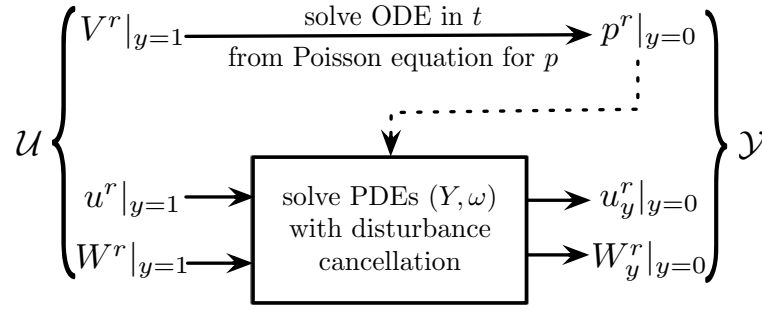 solve ODE in t
V^r|_{y=1} p^r|_{y=0}
from Poisson equation for p
𝒰 𝒴
solve PDEs (Y, ω)
u^r|_{y=1} u^r_y|_{y=0}
with disturbance
W^r|_{y=1} W^r_y|_{y=0}
cancellation